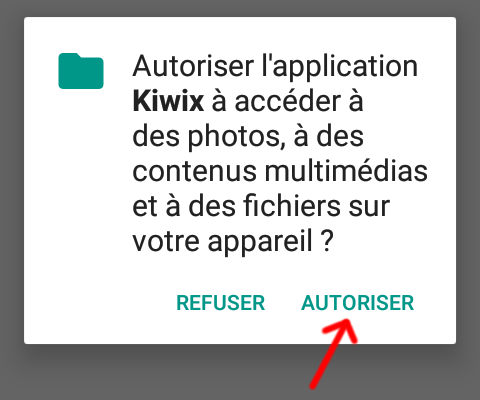 Autoriser l'application
Kiwix à accéder à
des photos, à des
contenus multimédias
et à des fichiers sur
votre appareil ?
REFUSER AUTORISER